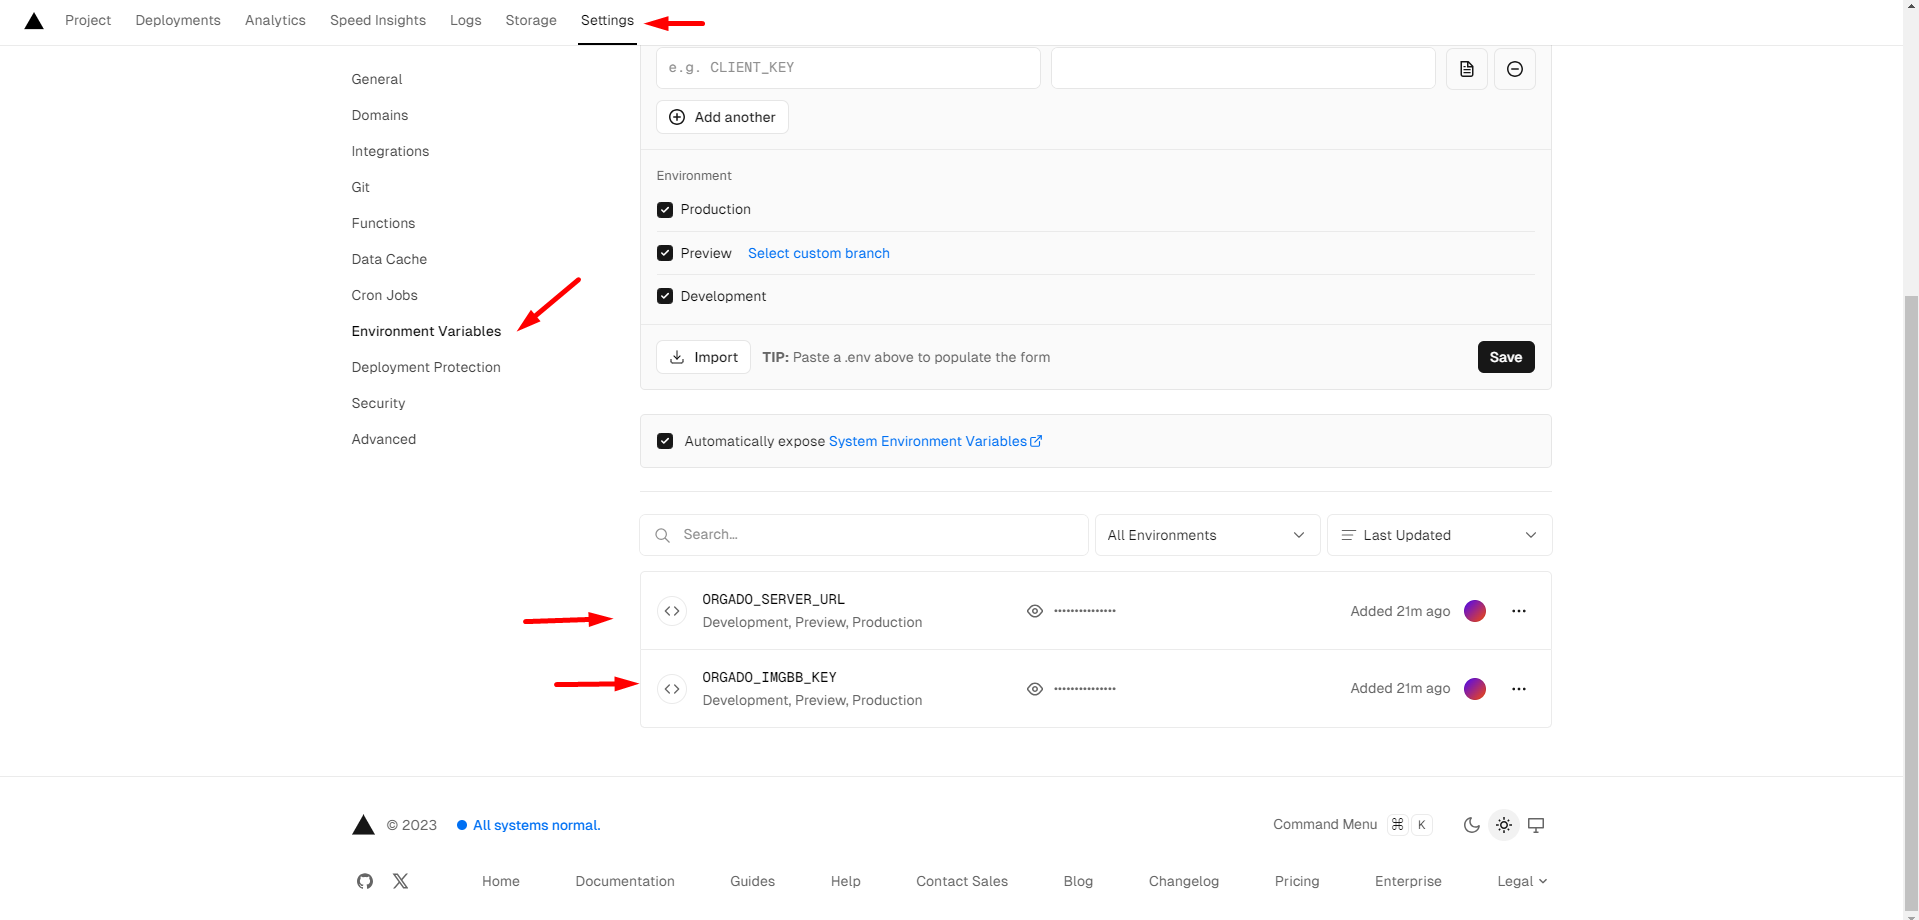 Project Deployments Analytics Speed Insights Logs Storage Settings
General
Domains
Integrations
Git
Functions
Data Cache
Cron Jobs
Environment Variables
Deployment Protection
Security
Advanced
e.g. CLIENT_KEY
Add another
Environment
Production
Preview Select custom branch
Development
Import TIP: Paste a .env above to populate the form Save
Automatically expose System Environment Variables
Search... All Environments Last Updated
ORGADO_SERVER_URL
Development, Preview, Production
••••••••••••••• Added 21m ago
ORGADO_IMGBB_KEY
Development, Preview, Production
••••••••••••••• Added 21m ago
© 2023 All systems normal. Command Menu ⌘ K
Home Documentation Guides Help Contact Sales Blog Changelog Pricing Enterprise Legal